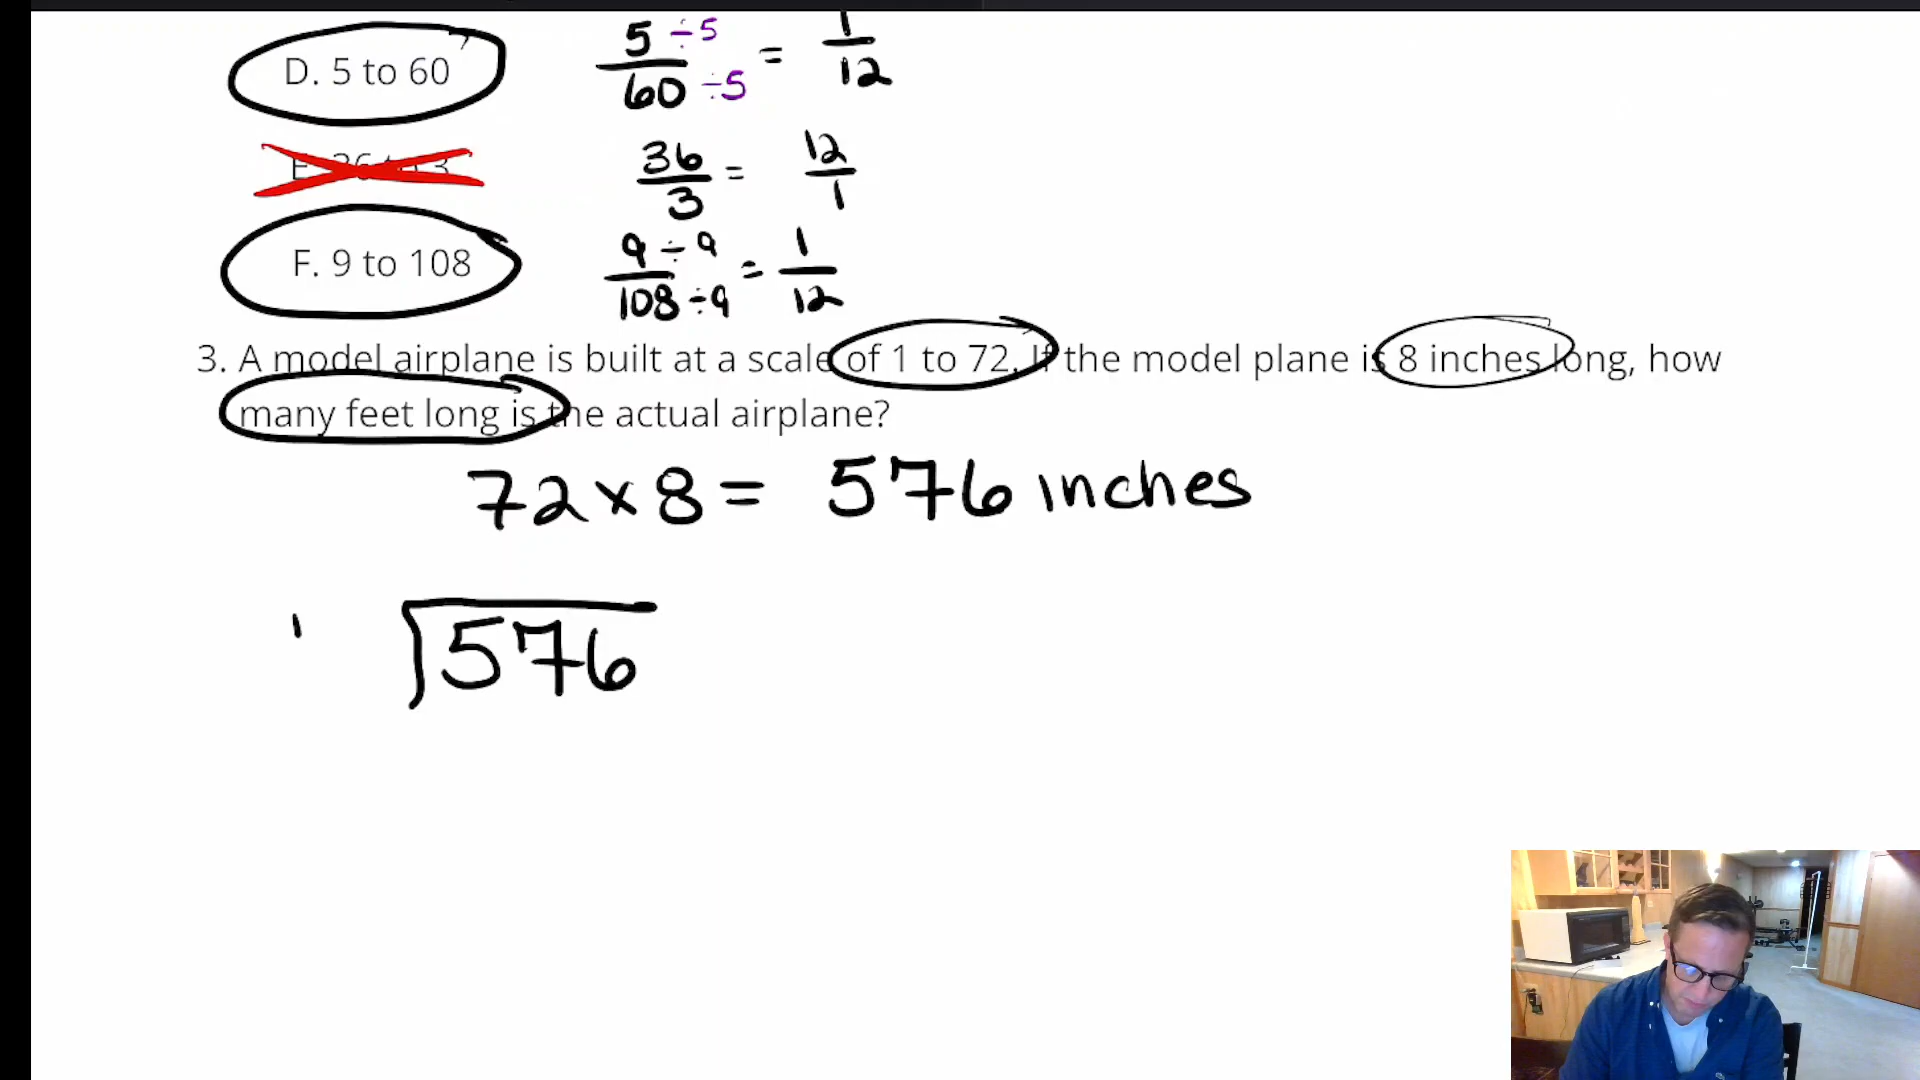 D. 5 to 60
5 ÷5 / 60 ÷5 = 1/12
36/3 = 12/1
F. 9 to 108
9 ÷ 9 / 108 ÷ 9 = 1/12
3. A model airplane is built at a scale of 1 to 72. If the model plane is 8 inches long, how
many feet long is the actual airplane?
72 × 8 = 576 inches
576